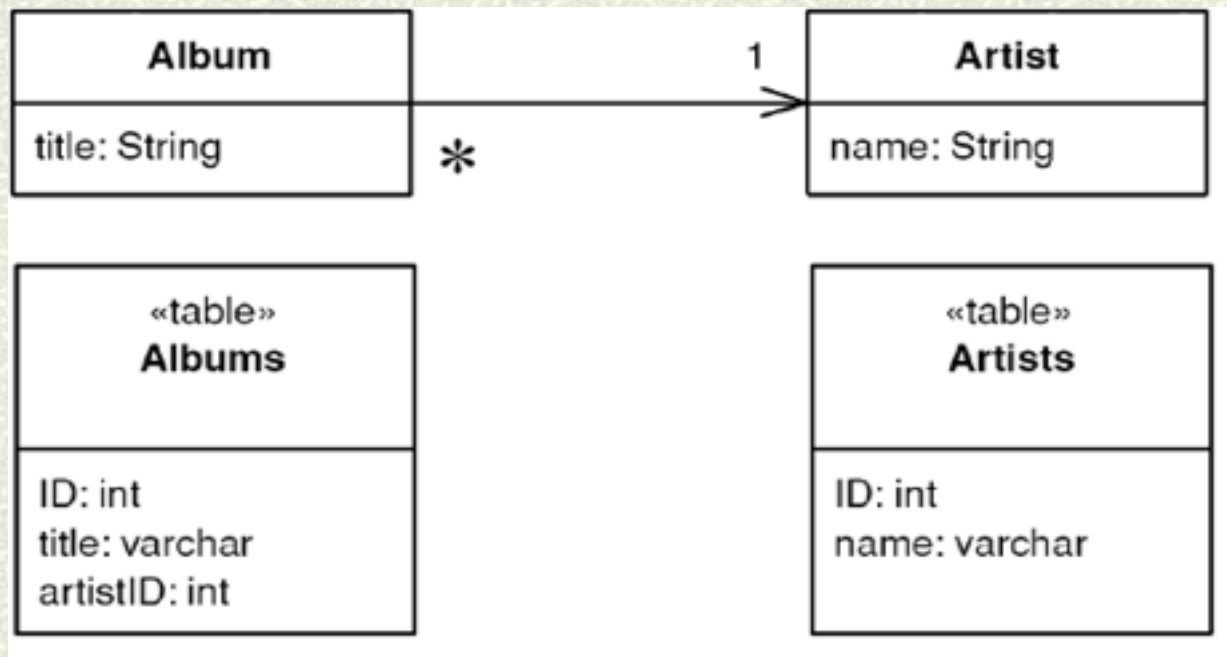 Album
1
Artist
title: String
*
name: String
«table»
Albums
«table»
Artists
ID: int
title: varchar
artistID: int
ID: int
name: varchar